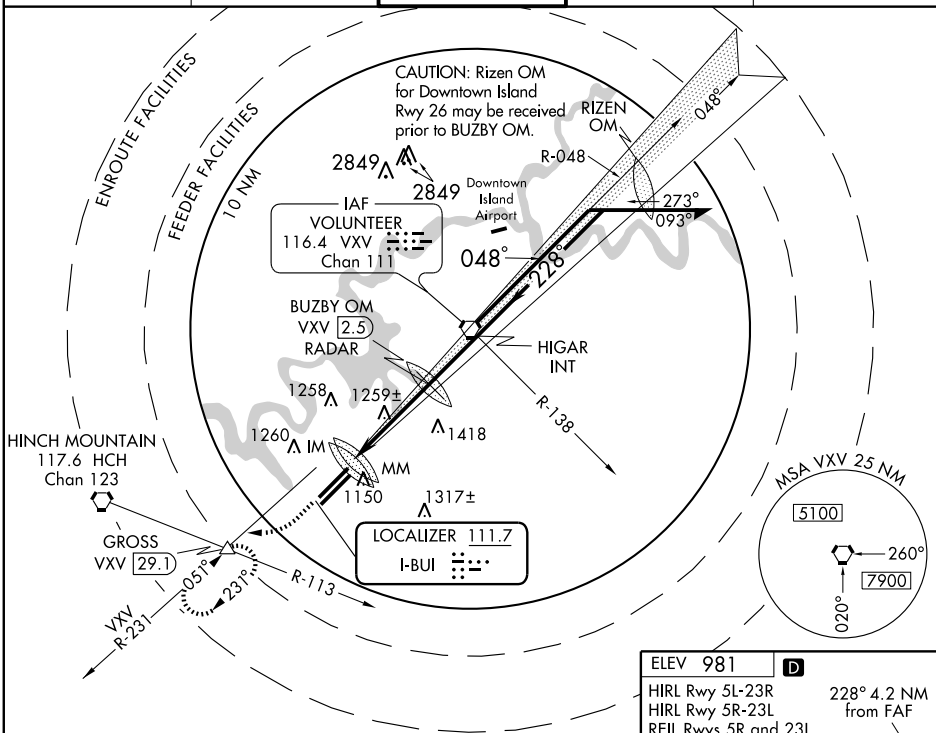 ENROUTE FACILITIES
FEEDER FACILITIES
10 NM
CAUTION: Rizen OM
for Downtown Island
Rwy 26 may be received
prior to BUZBY OM.
RIZEN
OM
048°
R-048
2849
2849
Downtown
Island
Airport
273°
093°
IAF
VOLUNTEER
116.4 VXV
Chan 111
048°
228°
BUZBY OM
VXV 2.5
RADAR
HIGAR
INT
R-138
1258
1259±
1418
1260
IM
MM
1150
1317±
HINCH MOUNTAIN
117.6 HCH
Chan 123
GROSS
VXV 29.1
051°
231°
R-113
VXV
R-231
LOCALIZER 111.7
I-BUI
MSA VXV 25 NM
5100
260°
7900
020°
ELEV 981 D
HIRL Rwy 5L-23R
HIRL Rwy 5R-23L
REIL Rwys 5R and 23L
228° 4.2 NM
from FAF